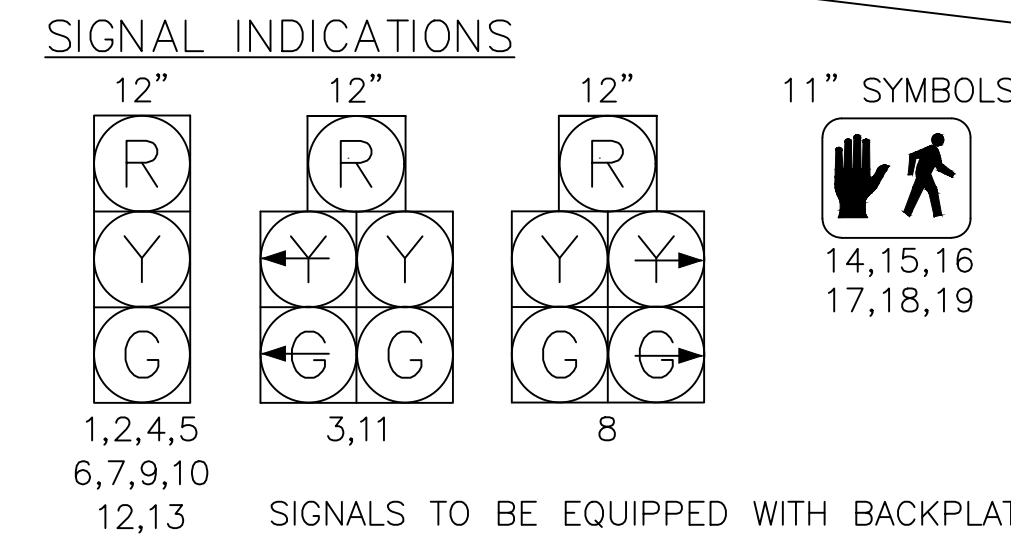 SIGNAL INDICATIONS
12" 12" 12" 11" SYMBOLS
R R R
Y Y Y Y Y
G G G G G
14,15,16
17,18,19
1,2,4,5 3,11 8
6,7,9,10
12,13
SIGNALS TO BE EQUIPPED WITH BACKPLAT